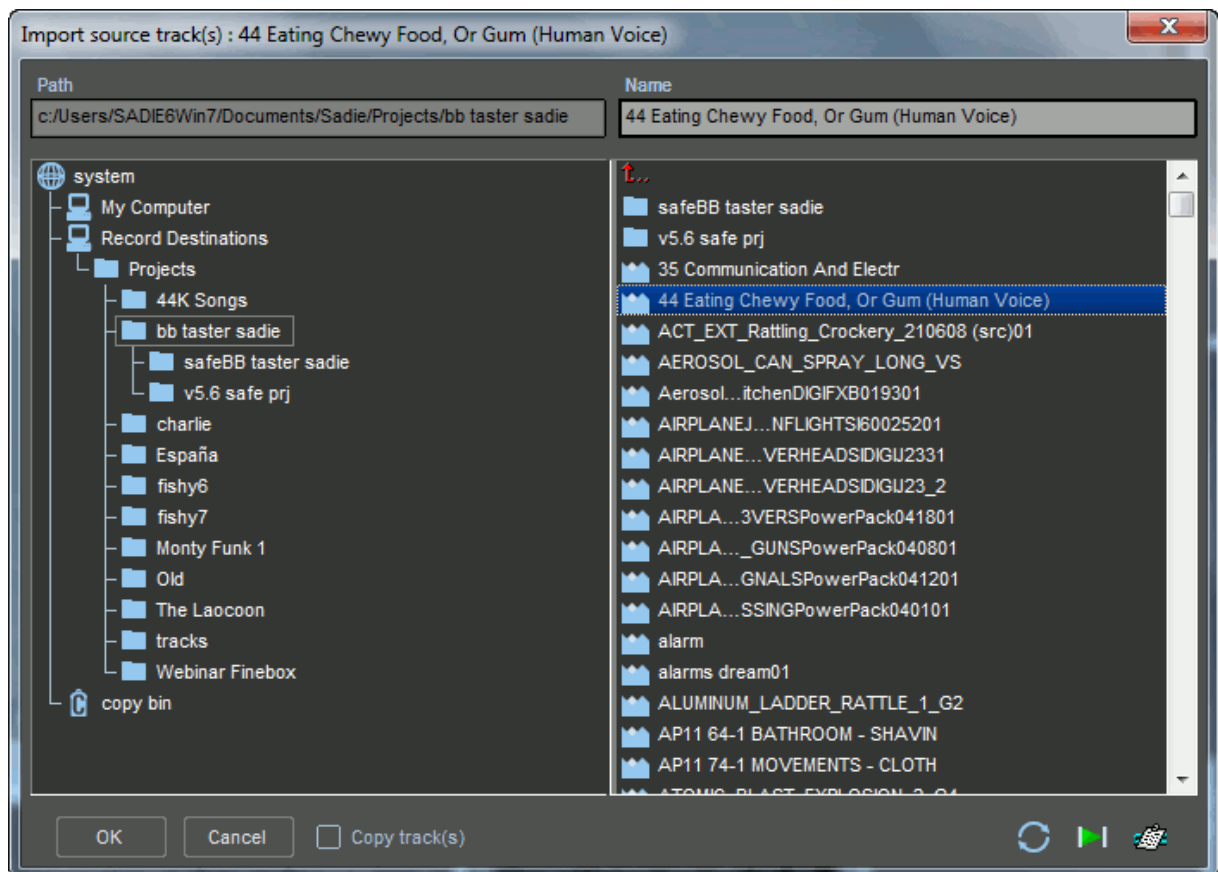 Import source track(s) : 44 Eating Chewy Food, Or Gum (Human Voice)
Path
Name
c:/Users/SADIE6Win7/Documents/Sadie/Projects/bb taster sadie
44 Eating Chewy Food, Or Gum (Human Voice)
system
My Computer
Record Destinations
Projects
44K Songs
bb taster sadie
safeBB taster sadie
v5.6 safe prj
charlie
España
fishy6
fishy7
Monty Funk 1
Old
The Laocoon
tracks
Webinar Finebox
copy bin
..
safeBB taster sadie
v5.6 safe prj
35 Communication And Electr
44 Eating Chewy Food, Or Gum (Human Voice)
ACT_EXT_Rattling_Crockery_210608 (src)01
AEROSOL_CAN_SPRAY_LONG_VS
Aerosol...itchenDIGIFXB019301
AIRPLANEJ...NFLIGHTSI60025201
AIRPLANE...VERHEADSIDIGIJ2331
AIRPLANE...VERHEADSIDIGIJ23_2
AIRPLA...3VERSPowerPack041801
AIRPLA..._GUNSPowerPack040801
AIRPLA...GNALSPowerPack041201
AIRPLA...SSINGPowerPack040101
alarm
alarms dream01
ALUMINUM_LADDER_RATTLE_1_G2
AP11 64-1 BATHROOM - SHAVIN
AP11 74-1 MOVEMENTS - CLOTH
OK
Cancel
Copy track(s)